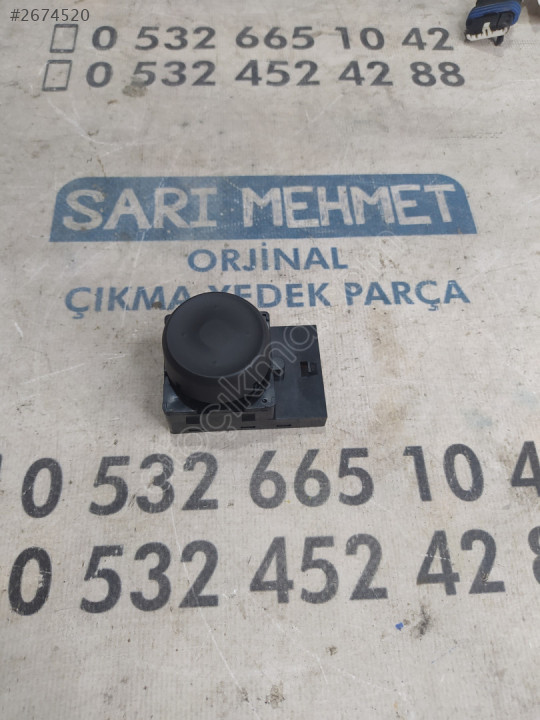 #2674520
0 532 665 10 42
0 532 452 42 88
SARI MEHMET
ORJİNAL
ÇIKMA YEDEK PARÇA
0 532 665 10 4
0 532 452 42 8